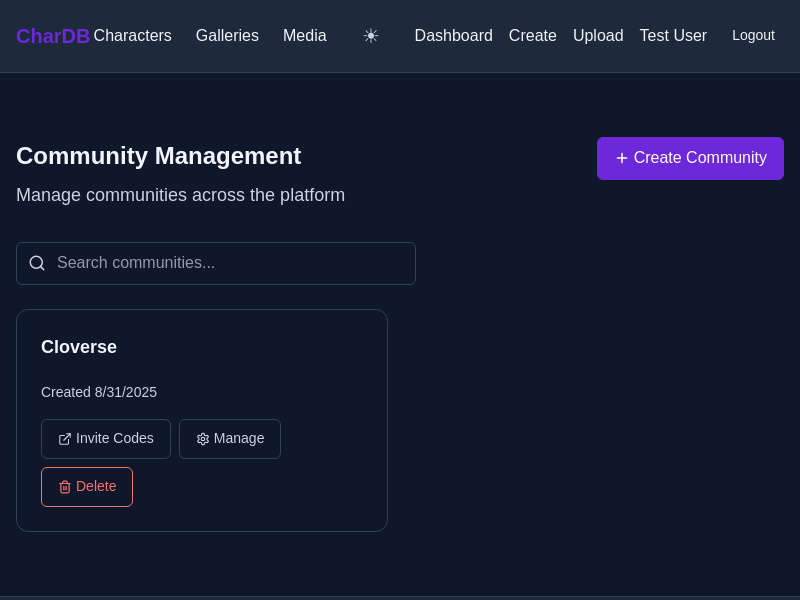 CharDB Characters Galleries Media Dashboard Create Upload Test User Logout
Community Management
Create Community
Manage communities across the platform
Search communities...
Cloverse
Created 8/31/2025
Invite Codes Manage
Delete